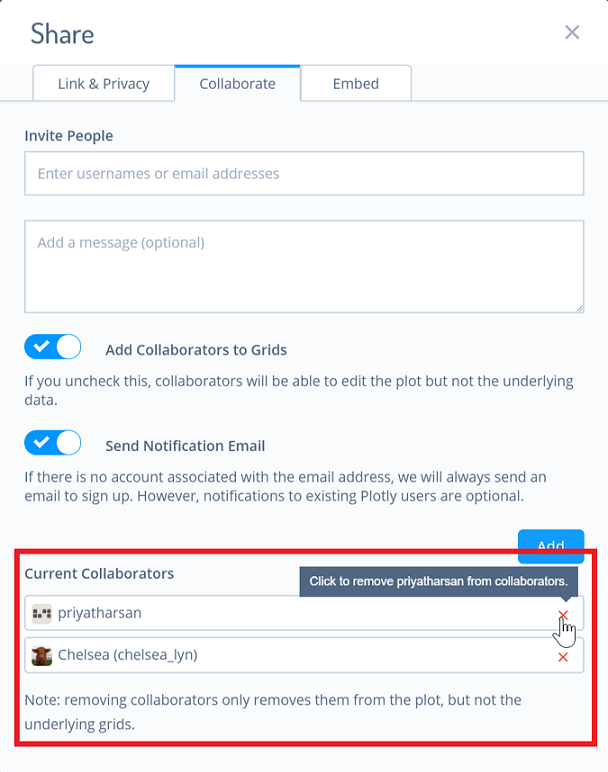 Share
Link & Privacy
Collaborate
Embed
Invite People
Enter usernames or email addresses
Add a message (optional)
Add Collaborators to Grids
If you uncheck this, collaborators will be able to edit the plot but not the underlying
data.
Send Notification Email
If there is no account associated with the email address, we will always send an
email to sign up. However, notifications to existing Plotly users are optional.
Add
Current Collaborators
Click to remove priyatharsan from collaborators.
priyatharsan
Chelsea (chelsea_lyn)
Note: removing collaborators only removes them from the plot, but not the
underlying grids.